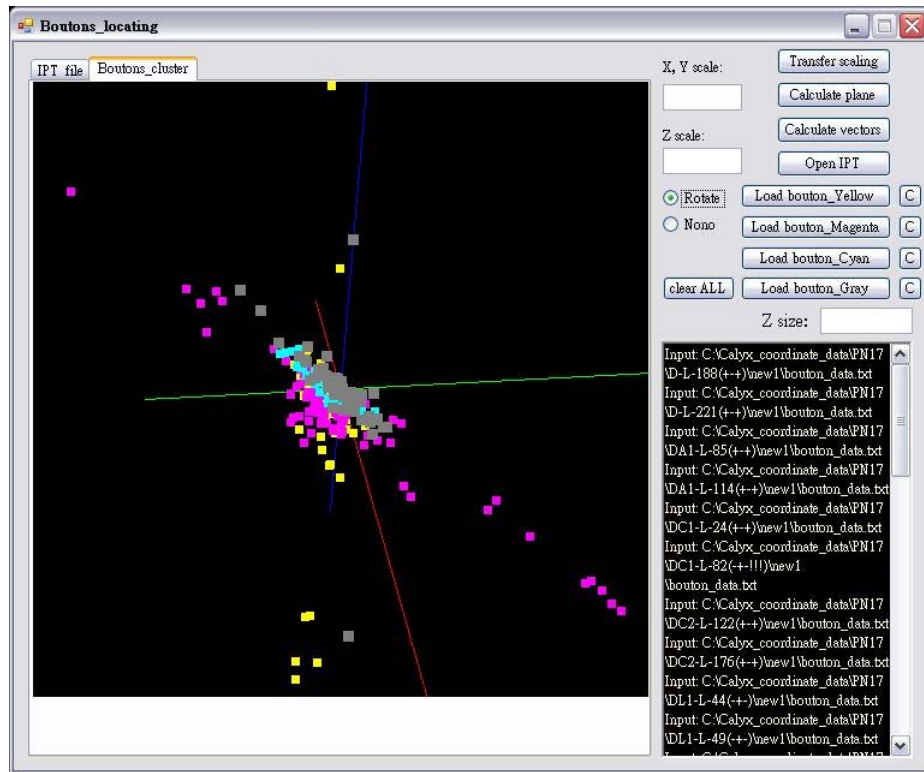 Boutons_locating
IPT file
Boutons_cluster
X, Y scale:
Transfer scaling
Calculate plane
Z scale:
Calculate vectors
Open IPT
Rotate
Load bouton_Yellow
C
Nono
Load bouton_Magenta
C
Load bouton_Cyan
C
clear ALL
Load bouton_Gray
C
Z size:
Input: C:\Calyx_coordinate_data\PN17
\D-L-188(+-+)\new1\bouton_data.txt
Input: C:\Calyx_coordinate_data\PN17
\D-L-221(+-+)\new1\bouton_data.txt
Input: C:\Calyx_coordinate_data\PN17
\DA1-L-85(+-+)\new1\bouton_data.txt
Input: C:\Calyx_coordinate_data\PN17
\DA1-L-114(+-+)\new1\bouton_data.txt
Input: C:\Calyx_coordinate_data\PN17
\DC1-L-24(+-+)\new1\bouton_data.txt
Input: C:\Calyx_coordinate_data\PN17
\DC1-L-82(+-+!!!)\new1
\bouton_data.txt
Input: C:\Calyx_coordinate_data\PN17
\DC2-L-122(+-+)\new1\bouton_data.txt
Input: C:\Calyx_coordinate_data\PN17
\DC2-L-176(+-+)\new1\bouton_data.txt
Input: C:\Calyx_coordinate_data\PN17
\DL1-L-44(-+-)\new1\bouton_data.txt
Input: C:\Calyx_coordinate_data\PN17
\DL1-L-49(-+-)\new1\bouton_data.txt